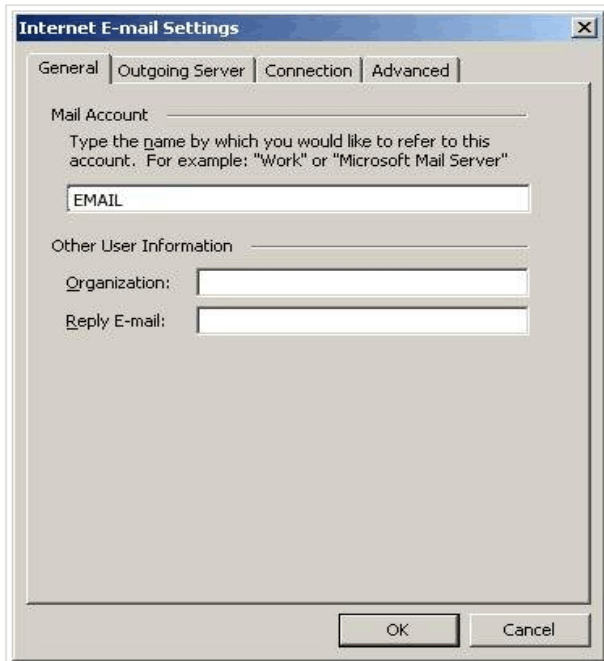 Internet E-mail Settings
General Outgoing Server Connection Advanced
Mail Account
Type the name by which you would like to refer to this
account. For example: "Work" or "Microsoft Mail Server"
EMAIL
Other User Information
Organization:
Reply E-mail:
OK Cancel